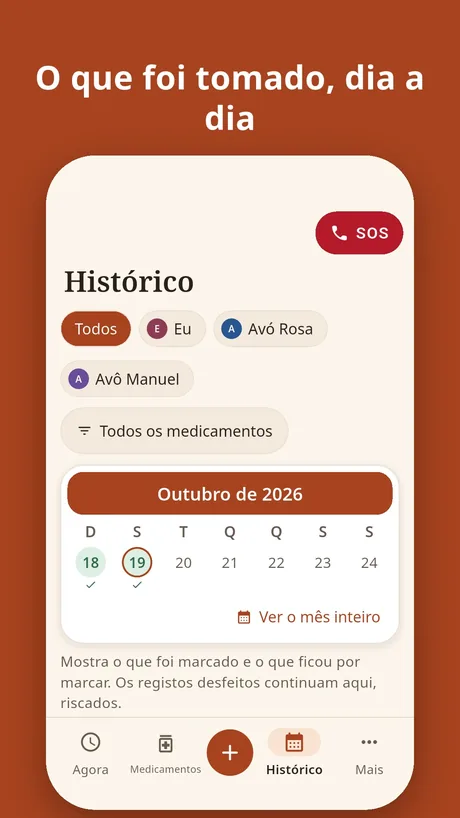 O que foi tomado, dia a
dia
SOS
Histórico
Todos
E Eu
A Avó Rosa
A Avô Manuel
Todos os medicamentos
Outubro de 2026
D S T Q Q S S
18 19 20 21 22 23 24
Ver o mês inteiro
Mostra o que foi marcado e o que ficou por
marcar. Os registos desfeitos continuam aqui,
riscados.
Agora Medicamentos Histórico Mais